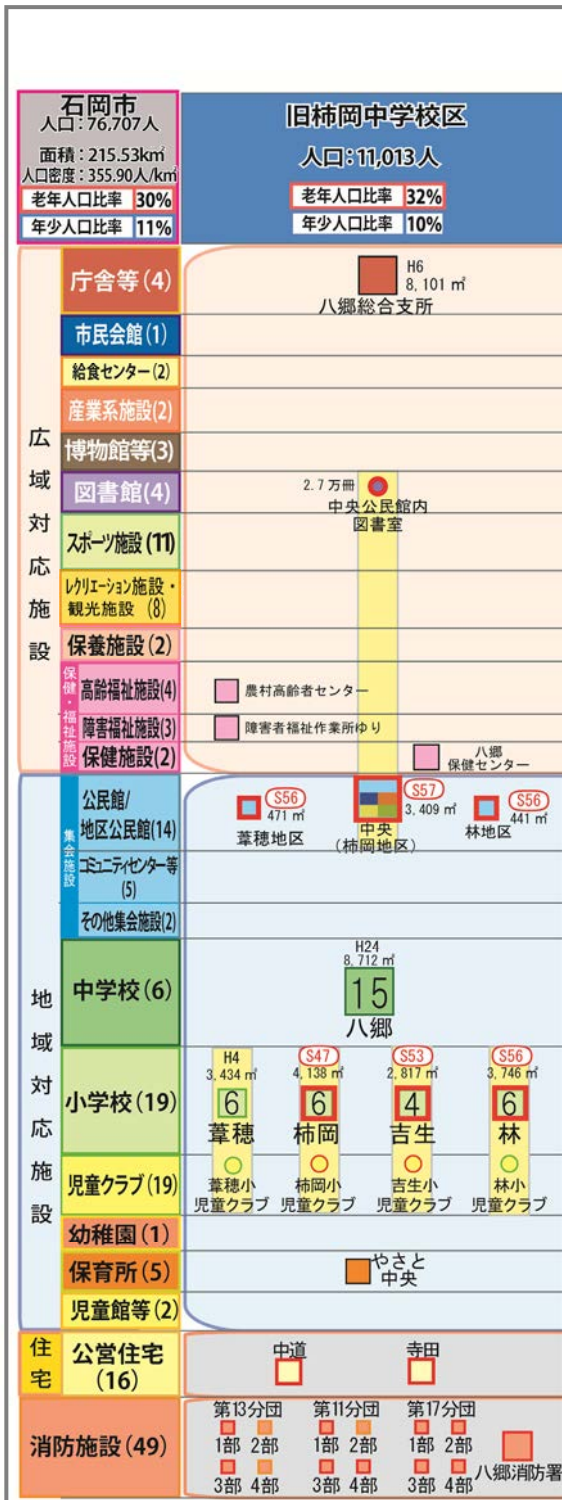 石岡市
人口:76,707人
面積:215.53k㎡
人口密度:355.90人/k㎡
老年人口比率 30%
年少人口比率 11%
旧柿岡中学校区
人口:11,013人
老年人口比率 32%
年少人口比率 10%
広域対応施設
庁舎等(4)
H6
8,101 ㎡
八郷総合支所
市民会館(1)
給食センター(2)
産業系施設(2)
博物館等(3)
図書館(4)
2.7万冊
中央公民館内
図書室
スポーツ施設(11)
レクリエーション施設・
観光施設(8)
保養施設(2)
保健・福祉施設
高齢福祉施設(4)
農村高齢者センター
障害福祉施設(3)
障害者福祉作業所ゆり
保健施設(2)
八郷
保健センター
地域対応施設
集会施設
公民館/
地区公民館(14)
S56
471 ㎡
葦穂地区
S57
3,409 ㎡
中央
(柿岡地区)
S56
441 ㎡
林地区
コミュニティセンター等
(5)
その他集会施設(2)
中学校(6)
H24
8,712 ㎡
15
八郷
小学校(19)
H4
3,434 ㎡
6
葦穂
S47
4,138 ㎡
6
柿岡
S53
2,817 ㎡
4
吉生
S56
3,746 ㎡
6
林
児童クラブ(19)
葦穂小
児童クラブ
柿岡小
児童クラブ
吉生小
児童クラブ
林小
児童クラブ
幼稚園(1)
保育所(5)
やさと
中央
児童館等(2)
住宅
公営住宅
(16)
中道
寺田
消防施設(49)
第13分団
1部 2部
3部 4部
第11分団
1部 2部
3部 4部
第17分団
1部 2部
3部 4部
八郷消防署